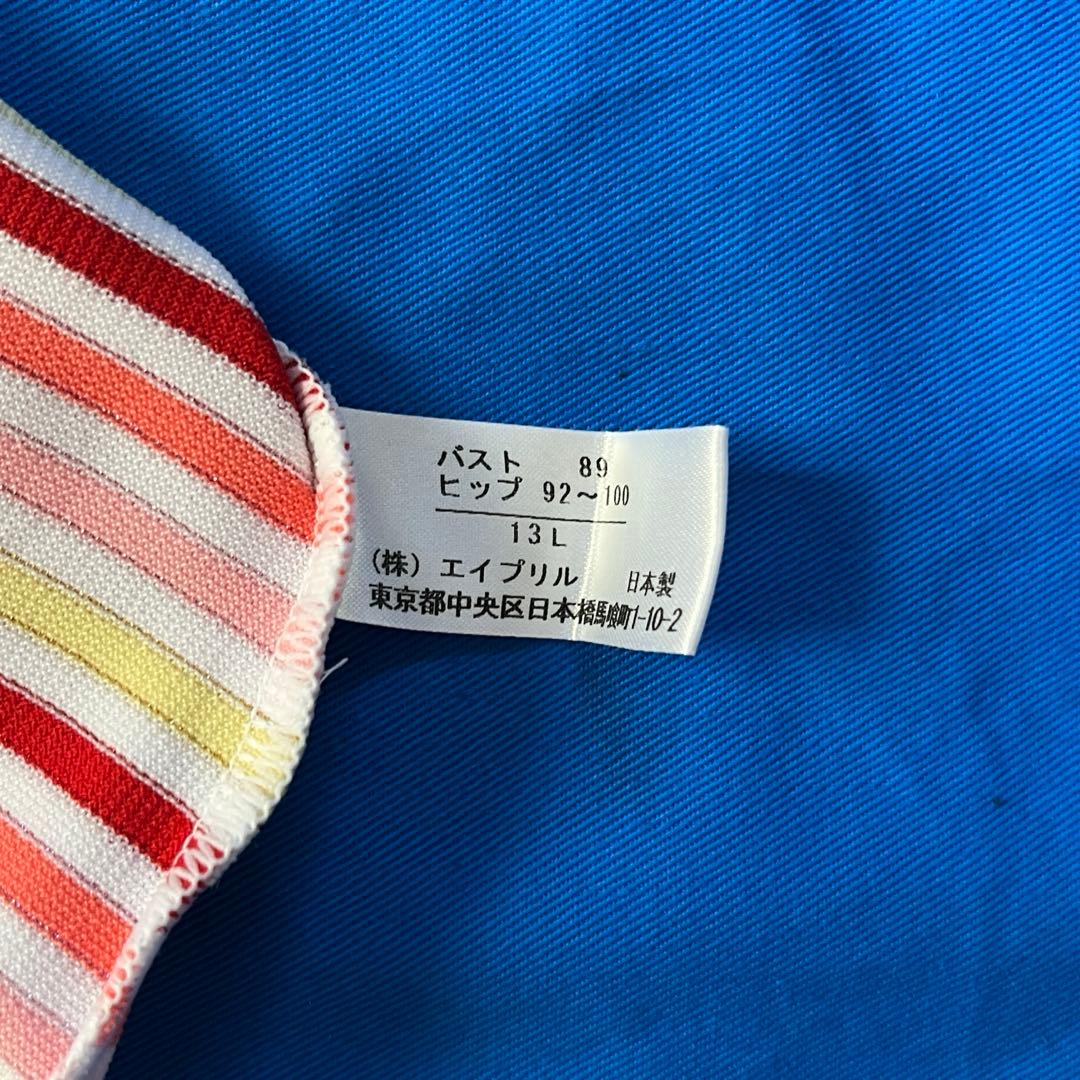 バスト 89
ヒップ 92～100
13L
(株) エイプリル 日本製
東京都中央区日本橋馬喰町1-10-2